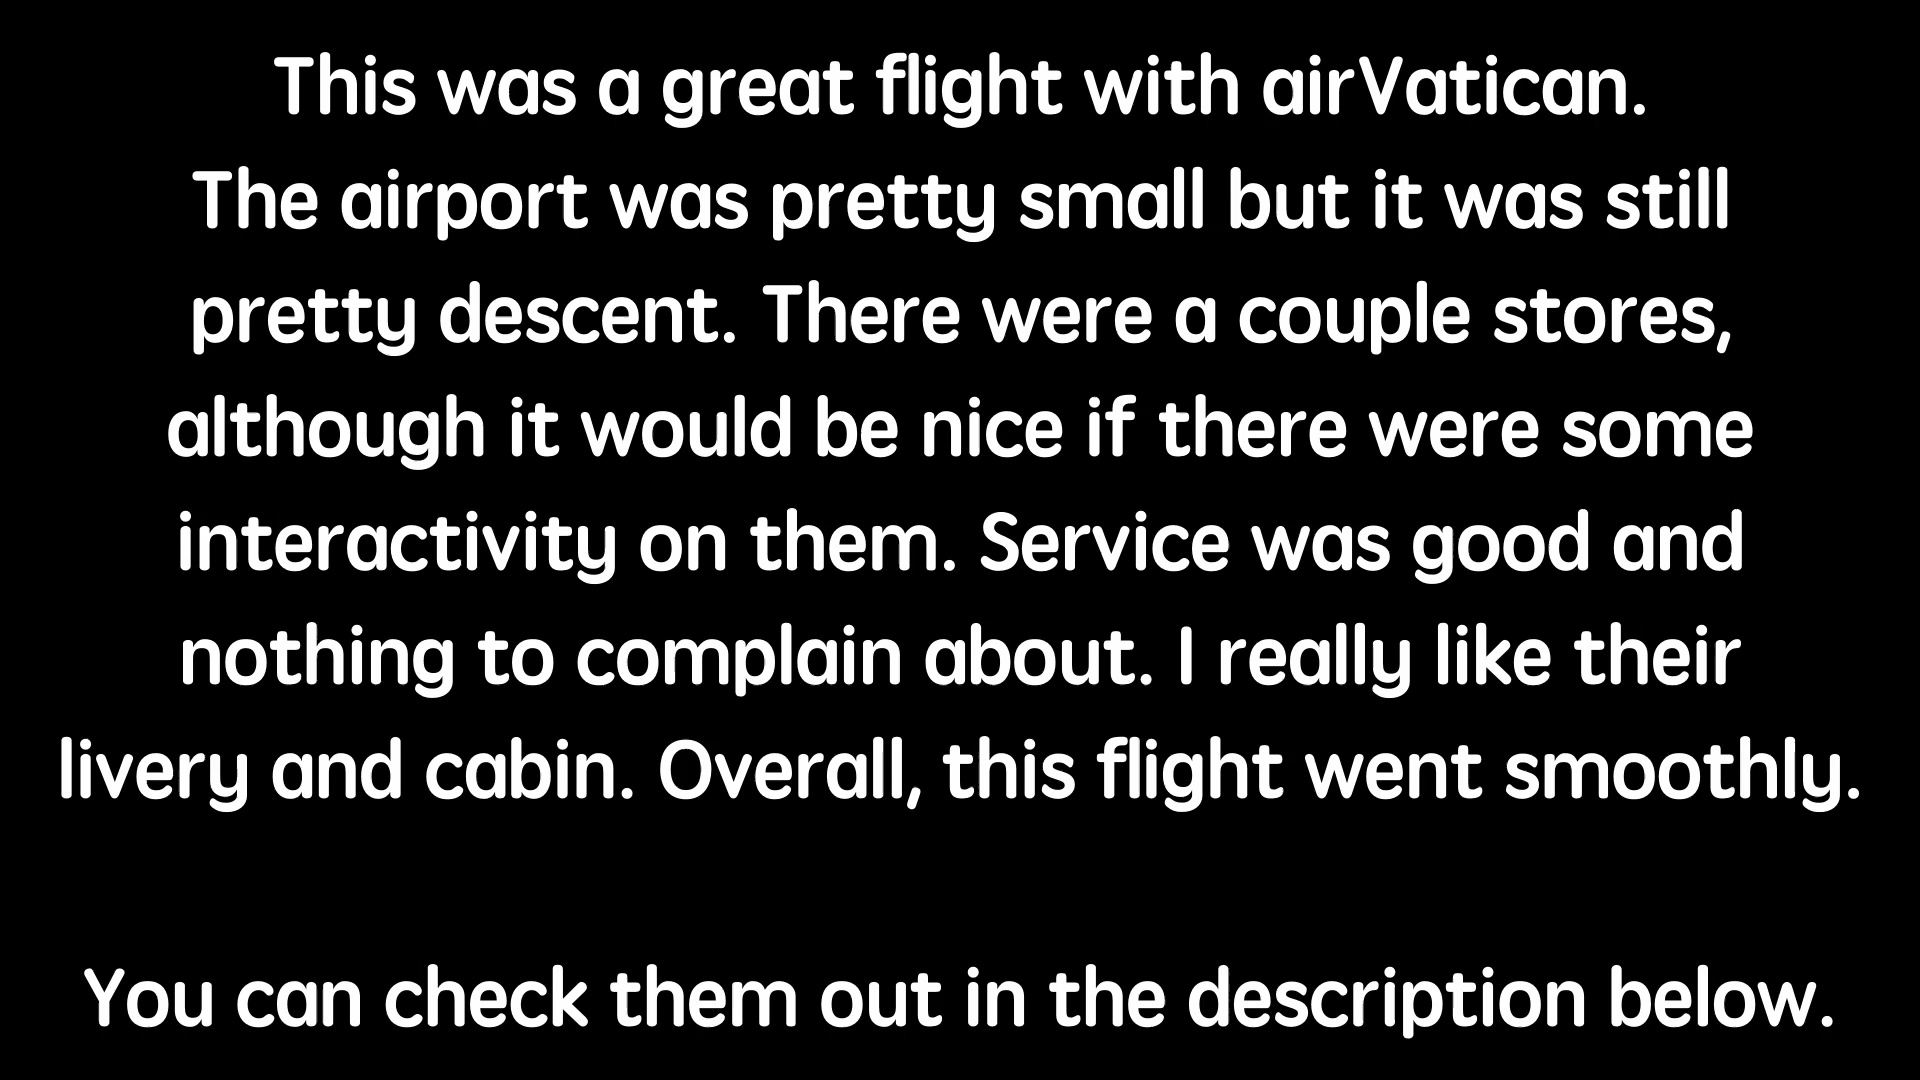 This was a great flight with airVatican.
The airport was pretty small but it was still
pretty descent. There were a couple stores,
although it would be nice if there were some
interactivity on them. Service was good and
nothing to complain about. I really like their
livery and cabin. Overall, this flight went smoothly.
You can check them out in the description below.